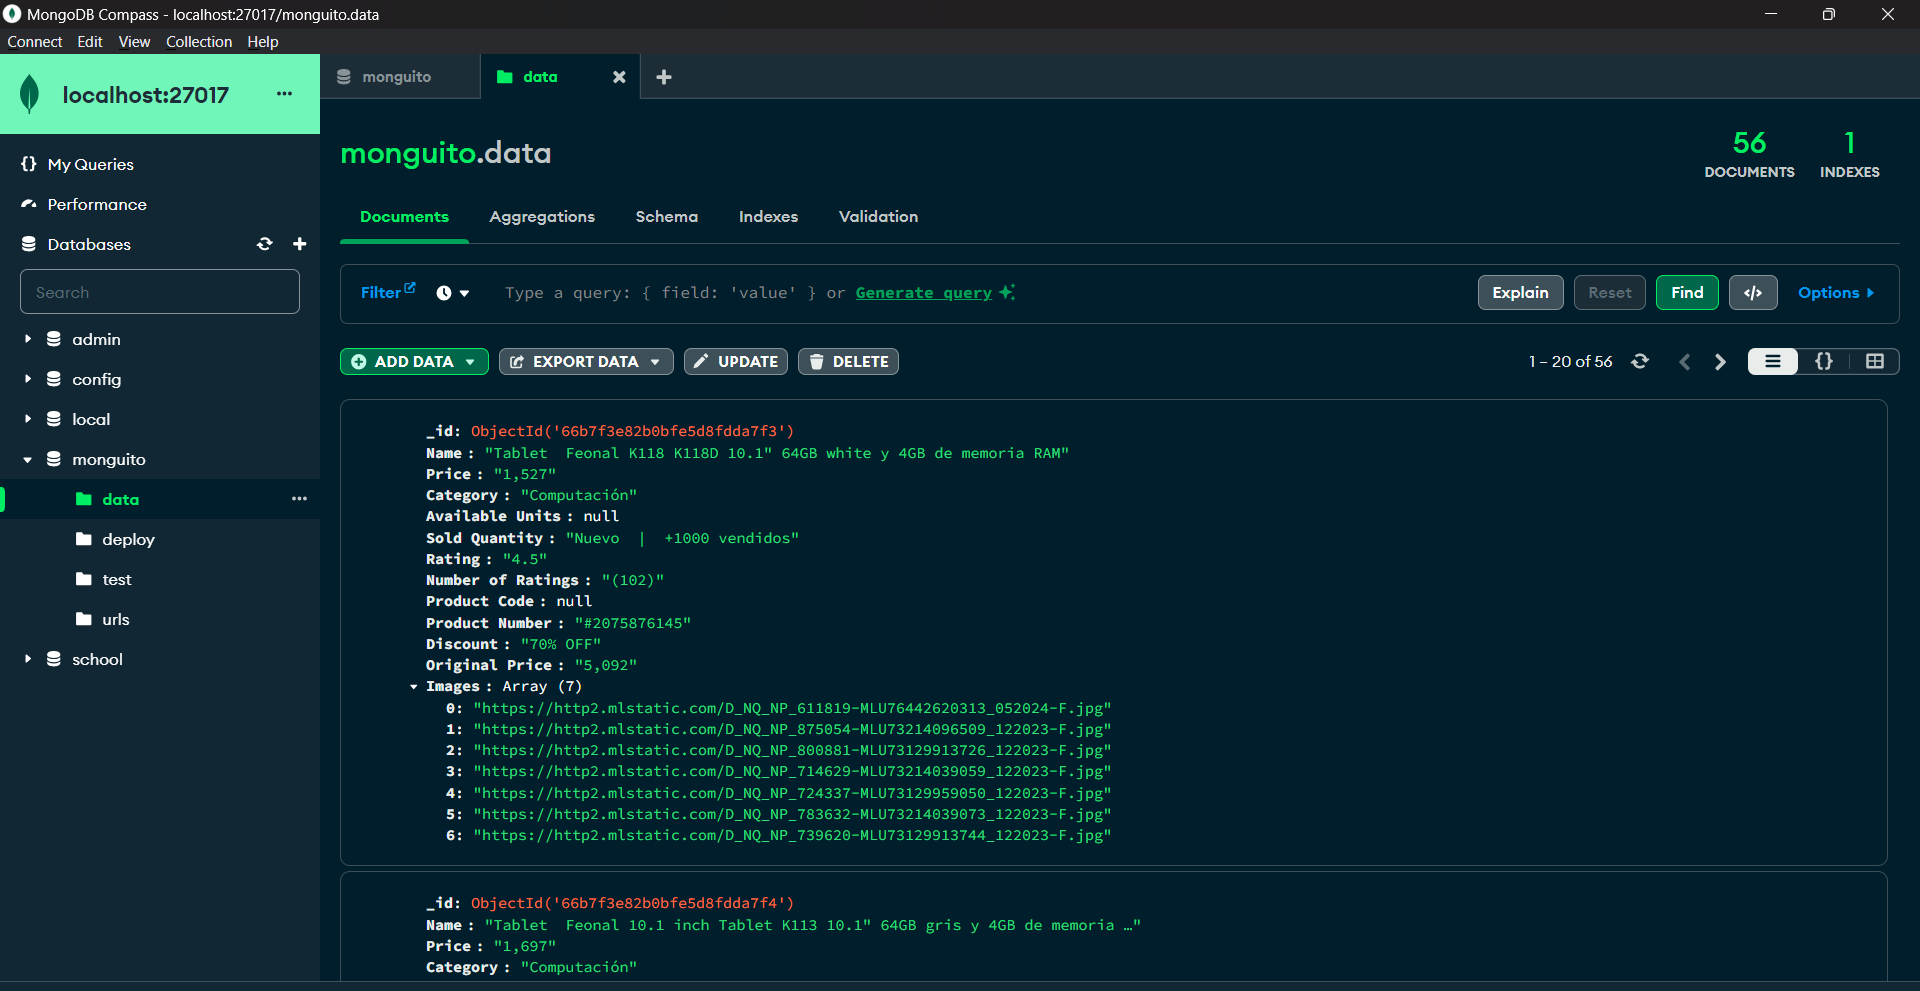 MongoDB Compass - localhost:27017/monguito.data
Connect Edit View Collection Help
localhost:27017 ...
monguito
data
monguito.data
56
DOCUMENTS
1
INDEXES
{} My Queries
Performance
Databases
Search
admin
config
local
monguito
data ...
deploy
test
urls
school
Documents Aggregations Schema Indexes Validation
Filter Type a query: { field: 'value' } or Generate query Explain Reset Find </> Options
ADD DATA EXPORT DATA UPDATE DELETE 1 – 20 of 56 {}
_id: ObjectId('66b7f3e82b0bfe5d8fdda7f3')
Name : "Tablet  Feonal K118 K118D 10.1" 64GB white y 4GB de memoria RAM"
Price : "1,527"
Category : "Computación"
Available Units : null
Sold Quantity : "Nuevo  |  +1000 vendidos"
Rating : "4.5"
Number of Ratings : "(102)"
Product Code : null
Product Number : "#2075876145"
Discount : "70% OFF"
Original Price : "5,092"
Images : Array (7)
0: "https://http2.mlstatic.com/D_NQ_NP_611819-MLU76442620313_052024-F.jpg"
1: "https://http2.mlstatic.com/D_NQ_NP_875054-MLU73214096509_122023-F.jpg"
2: "https://http2.mlstatic.com/D_NQ_NP_800881-MLU73129913726_122023-F.jpg"
3: "https://http2.mlstatic.com/D_NQ_NP_714629-MLU73214039059_122023-F.jpg"
4: "https://http2.mlstatic.com/D_NQ_NP_724337-MLU73129959050_122023-F.jpg"
5: "https://http2.mlstatic.com/D_NQ_NP_783632-MLU73214039073_122023-F.jpg"
6: "https://http2.mlstatic.com/D_NQ_NP_739620-MLU73129913744_122023-F.jpg"
_id: ObjectId('66b7f3e82b0bfe5d8fdda7f4')
Name : "Tablet  Feonal 10.1 inch Tablet K113 10.1" 64GB gris y 4GB de memoria …"
Price : "1,697"
Category : "Computación"